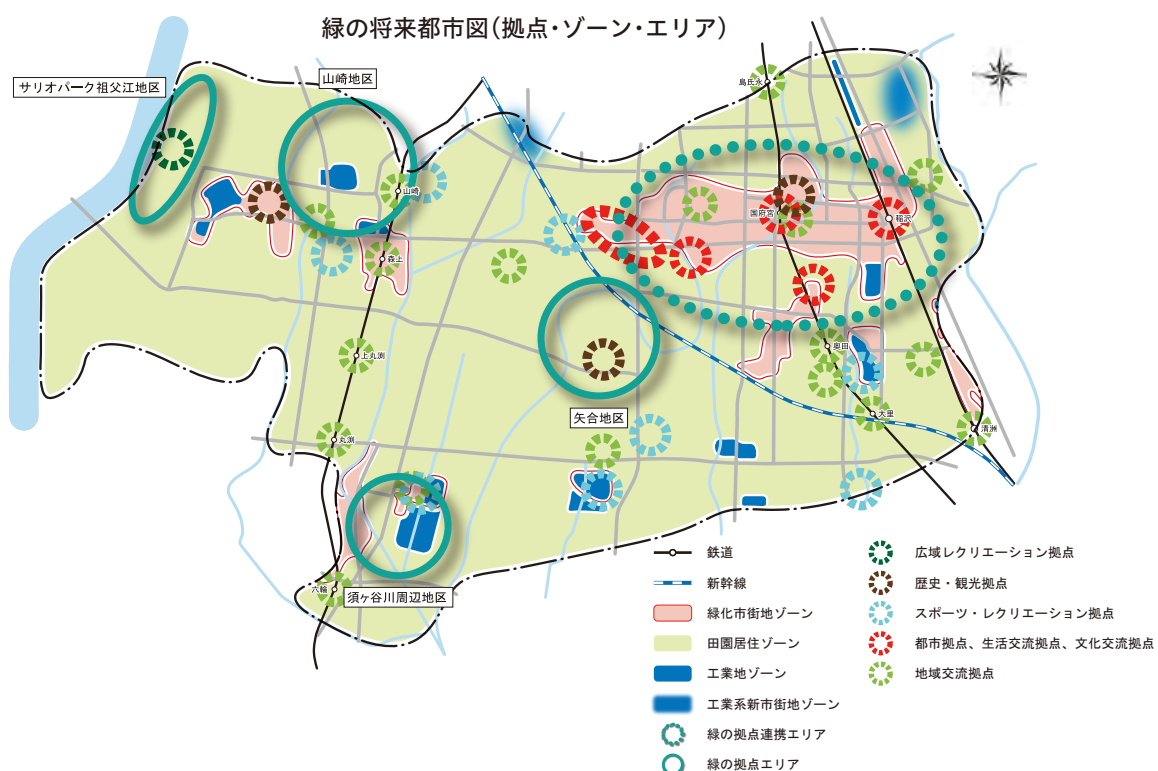 緑の将来都市図(拠点・ゾーン・エリア)
サリオパーク祖父江地区
山崎地区
島氏永
山崎
国府宮
稲沢
森上
上丸渕
奥田
矢合地区
大里
清洲
丸渕
六輪
須ヶ谷川周辺地区
鉄道
新幹線
緑化市街地ゾーン
田園居住ゾーン
工業地ゾーン
工業系新市街地ゾーン
緑の拠点連携エリア
緑の拠点エリア
広域レクリエーション拠点
歴史・観光拠点
スポーツ・レクリエーション拠点
都市拠点、生活交流拠点、文化交流拠点
地域交流拠点